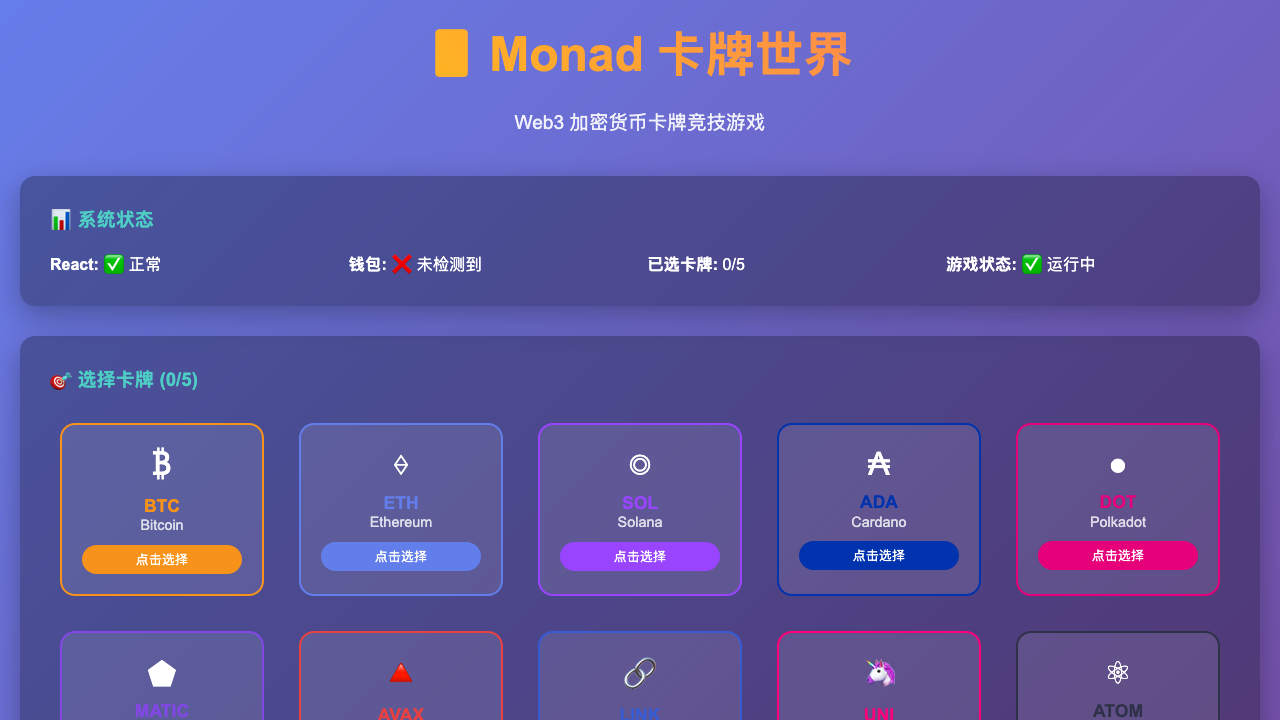 Monad 卡牌世界
Web3 加密货币卡牌竞技游戏
📊 系统状态
React: ✅ 正常
钱包: ❌ 未检测到
已选卡牌: 0/5
游戏状态: ✅ 运行中
🎯 选择卡牌 (0/5)
₿
BTC
Bitcoin
点击选择
ETH
Ethereum
点击选择
SOL
Solana
点击选择
₳
ADA
Cardano
点击选择
DOT
Polkadot
点击选择
MATIC
AVAX
LINK
UNI
ATOM